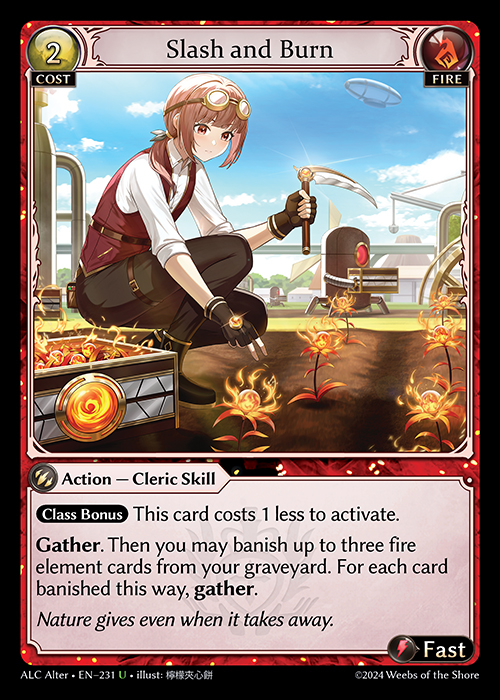 2
Slash and Burn
COST
FIRE
Action — Cleric Skill
Class Bonus This card costs 1 less to activate.
Gather. Then you may banish up to three fire
element cards from your graveyard. For each card
banished this way, gather.
Nature gives even when it takes away.
Fast
ALC Alter • EN–231 U • illust: 檸檬夾心餅
©2024 Weebs of the Shore